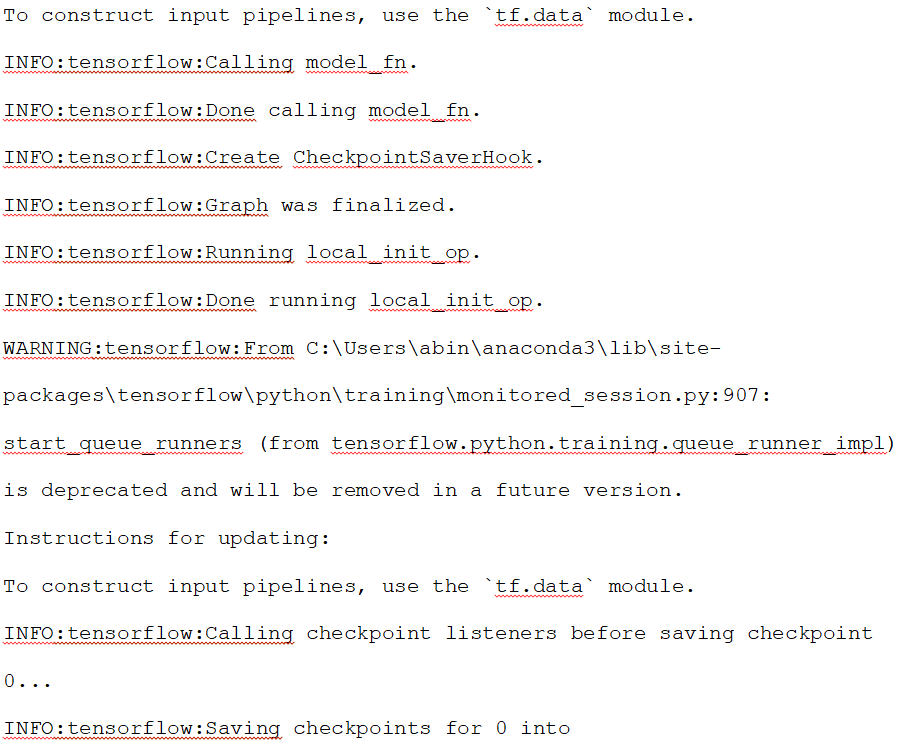 To construct input pipelines, use the `tf.data` module.
INFO:tensorflow:Calling model_fn.
INFO:tensorflow:Done calling model_fn.
INFO:tensorflow:Create CheckpointSaverHook.
INFO:tensorflow:Graph was finalized.
INFO:tensorflow:Running local_init_op.
INFO:tensorflow:Done running local_init_op.
WARNING:tensorflow:From C:\Users\abin\anaconda3\lib\site-
packages\tensorflow\python\training\monitored_session.py:907:
start_queue_runners (from tensorflow.python.training.queue_runner_impl)
is deprecated and will be removed in a future version.
Instructions for updating:
To construct input pipelines, use the `tf.data` module.
INFO:tensorflow:Calling checkpoint listeners before saving checkpoint
0...
INFO:tensorflow:Saving checkpoints for 0 into